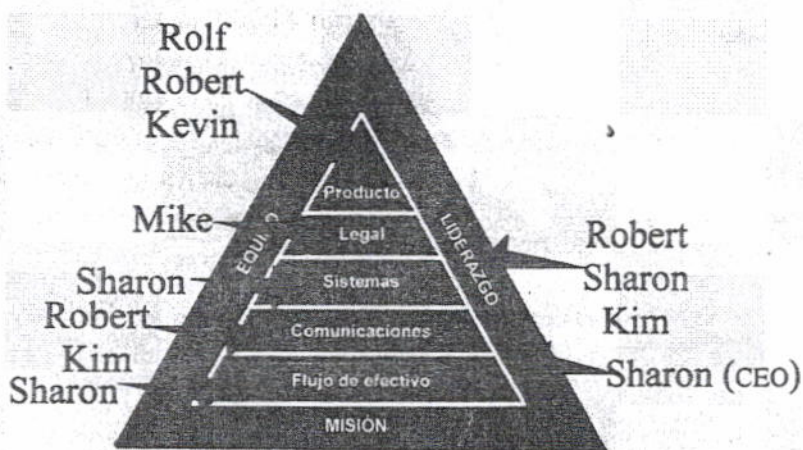 Rolf
Robert
Kevin
Producto
Mike
Legal
EQUIPO
LIDERAZGO
Robert
Sharon
Kim
Sharon
Sistemas
Robert
Comunicaciones
Kim
Sharon
Flujo de efectivo
Sharon (CEO)
MISIÓN